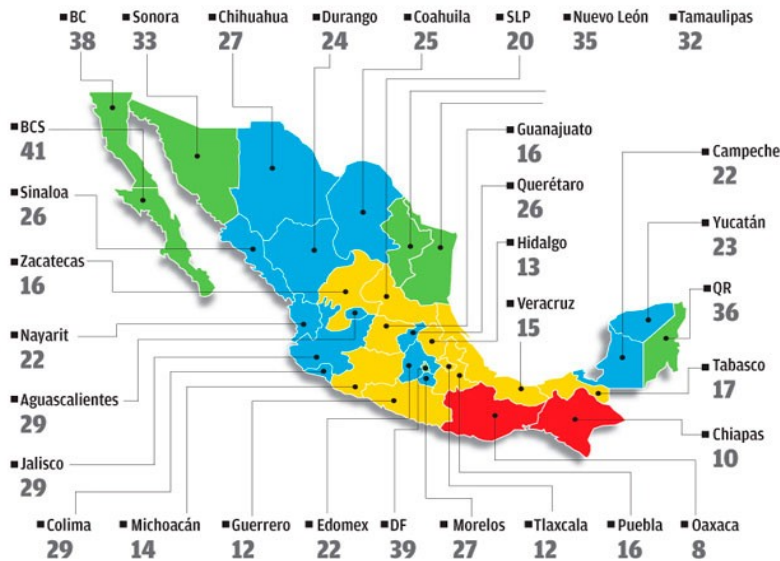 BC Sonora Chihuahua Durango Coahuila SLP Nuevo León Tamaulipas
38 33 27 24 25 20 35 32
BCS
41
Sinaloa
26
Zacatecas
16
Nayarit
22
Aguascalientes
29
Jalisco
29
Guanajuato
16
Querétaro
26
Hidalgo
13
Veracruz
15
Campeche
22
Yucatán
23
QR
36
Tabasco
17
Chiapas
10
Colima Michoacán Guerrero Edomex DF Morelos Tlaxcala Puebla Oaxaca
29 14 12 22 39 27 12 16 8